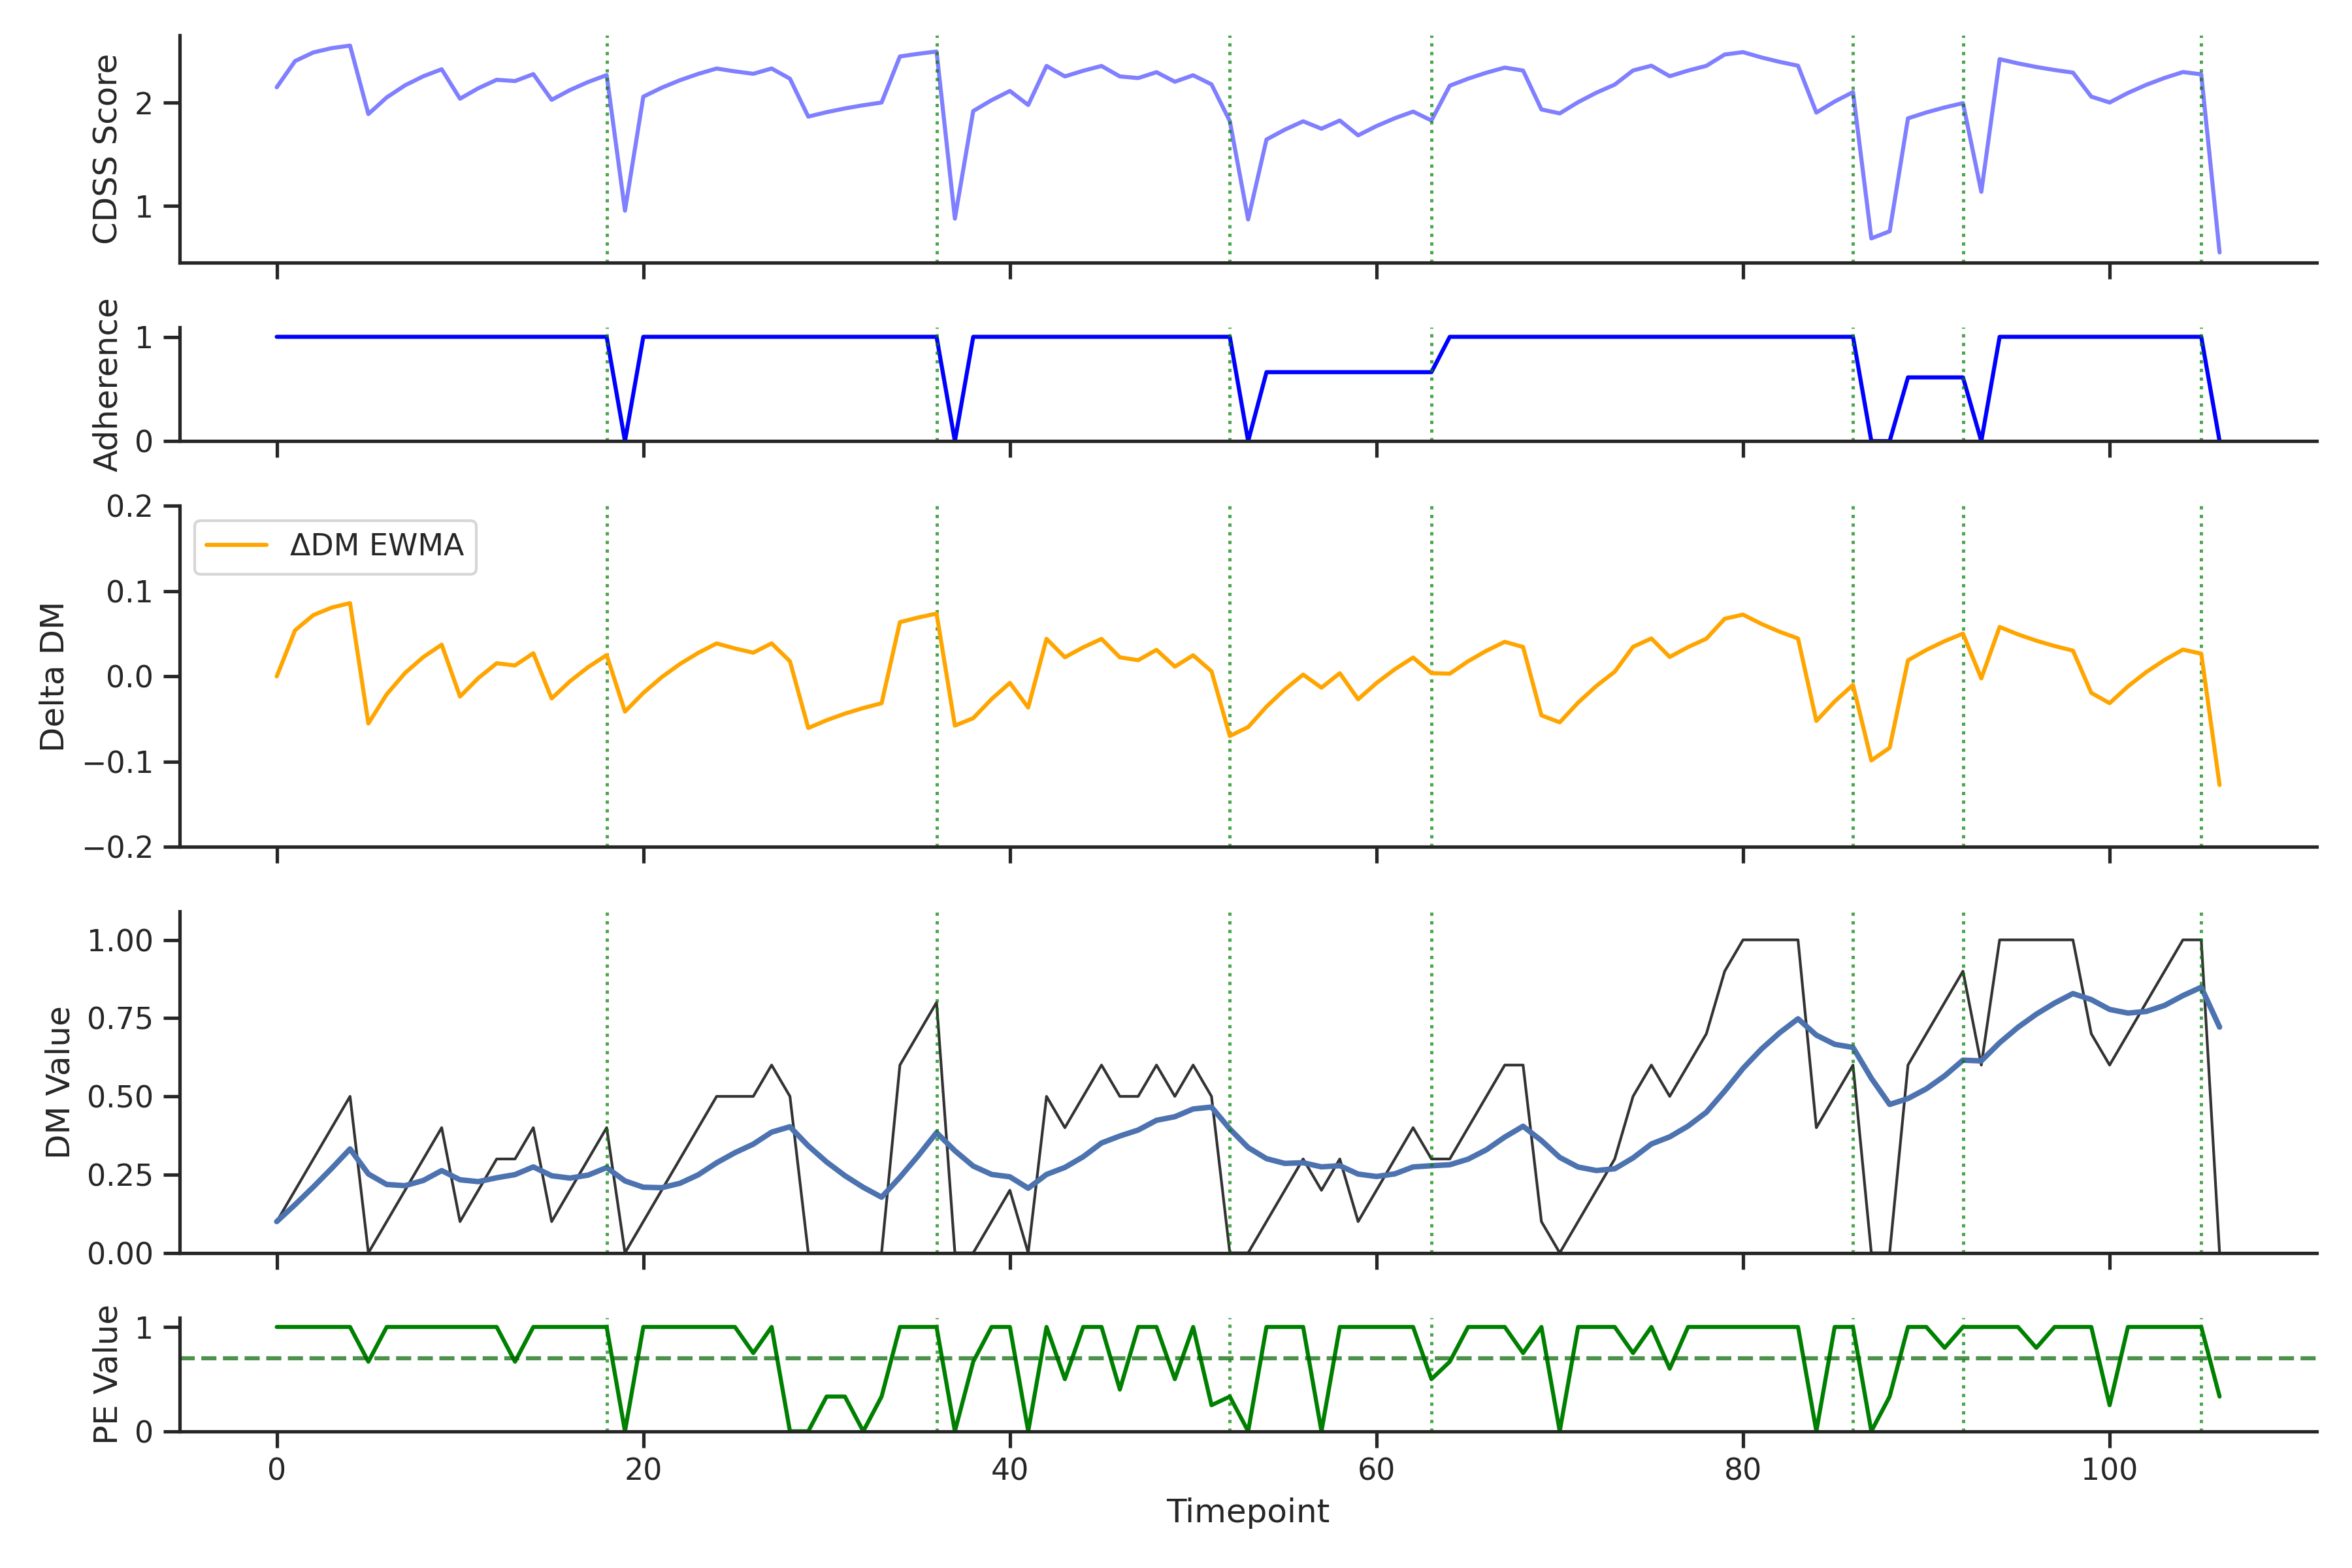 CDSS Score
2
1
Adherence
1
0
Delta DM
0.2
0.1
0.0
−0.1
−0.2
ΔDM EWMA
DM Value
1.00
0.75
0.50
0.25
0.00
PE Value
1
0
0 20 40 60 80 100
Timepoint